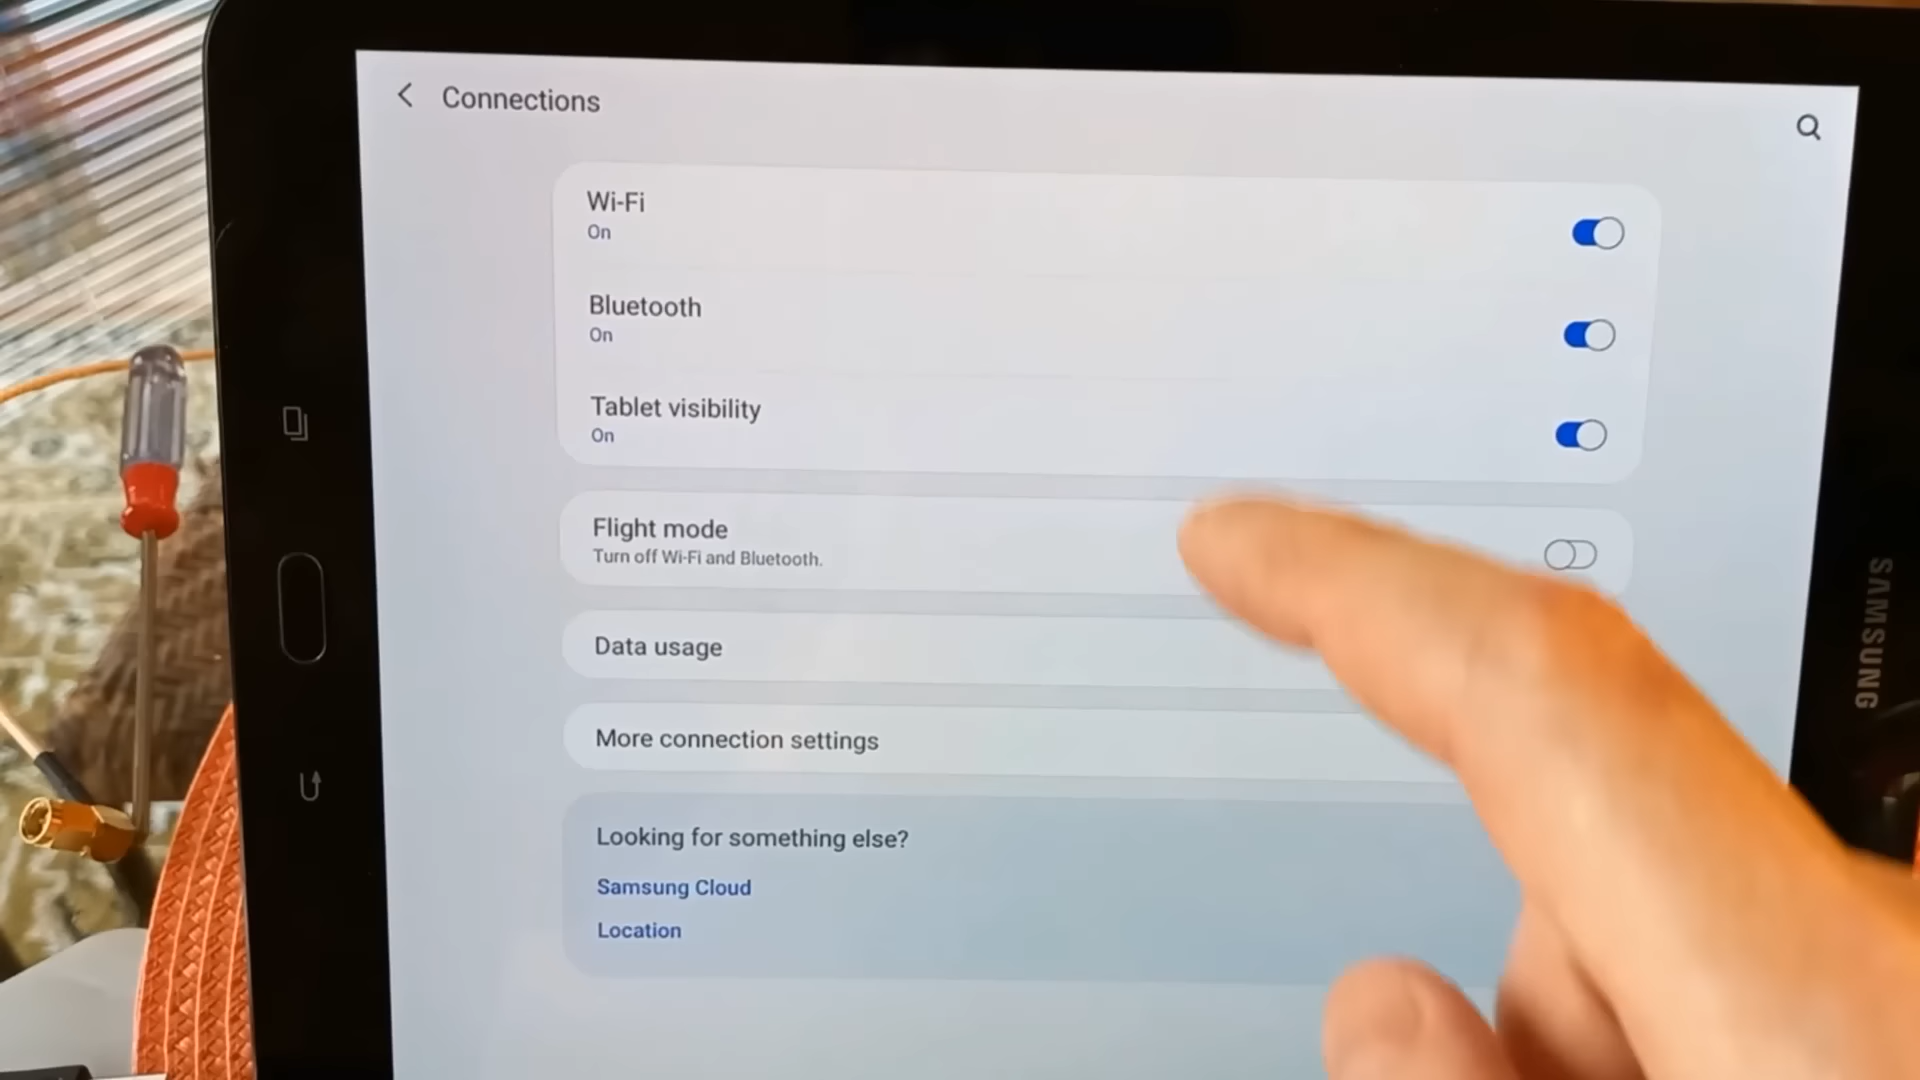 Connections
Wi-Fi
On
Bluetooth
On
Tablet visibility
On
Flight mode
Turn off Wi-Fi and Bluetooth.
Data usage
More connection settings
Looking for something else?
Samsung Cloud
Location
SAMSUNG